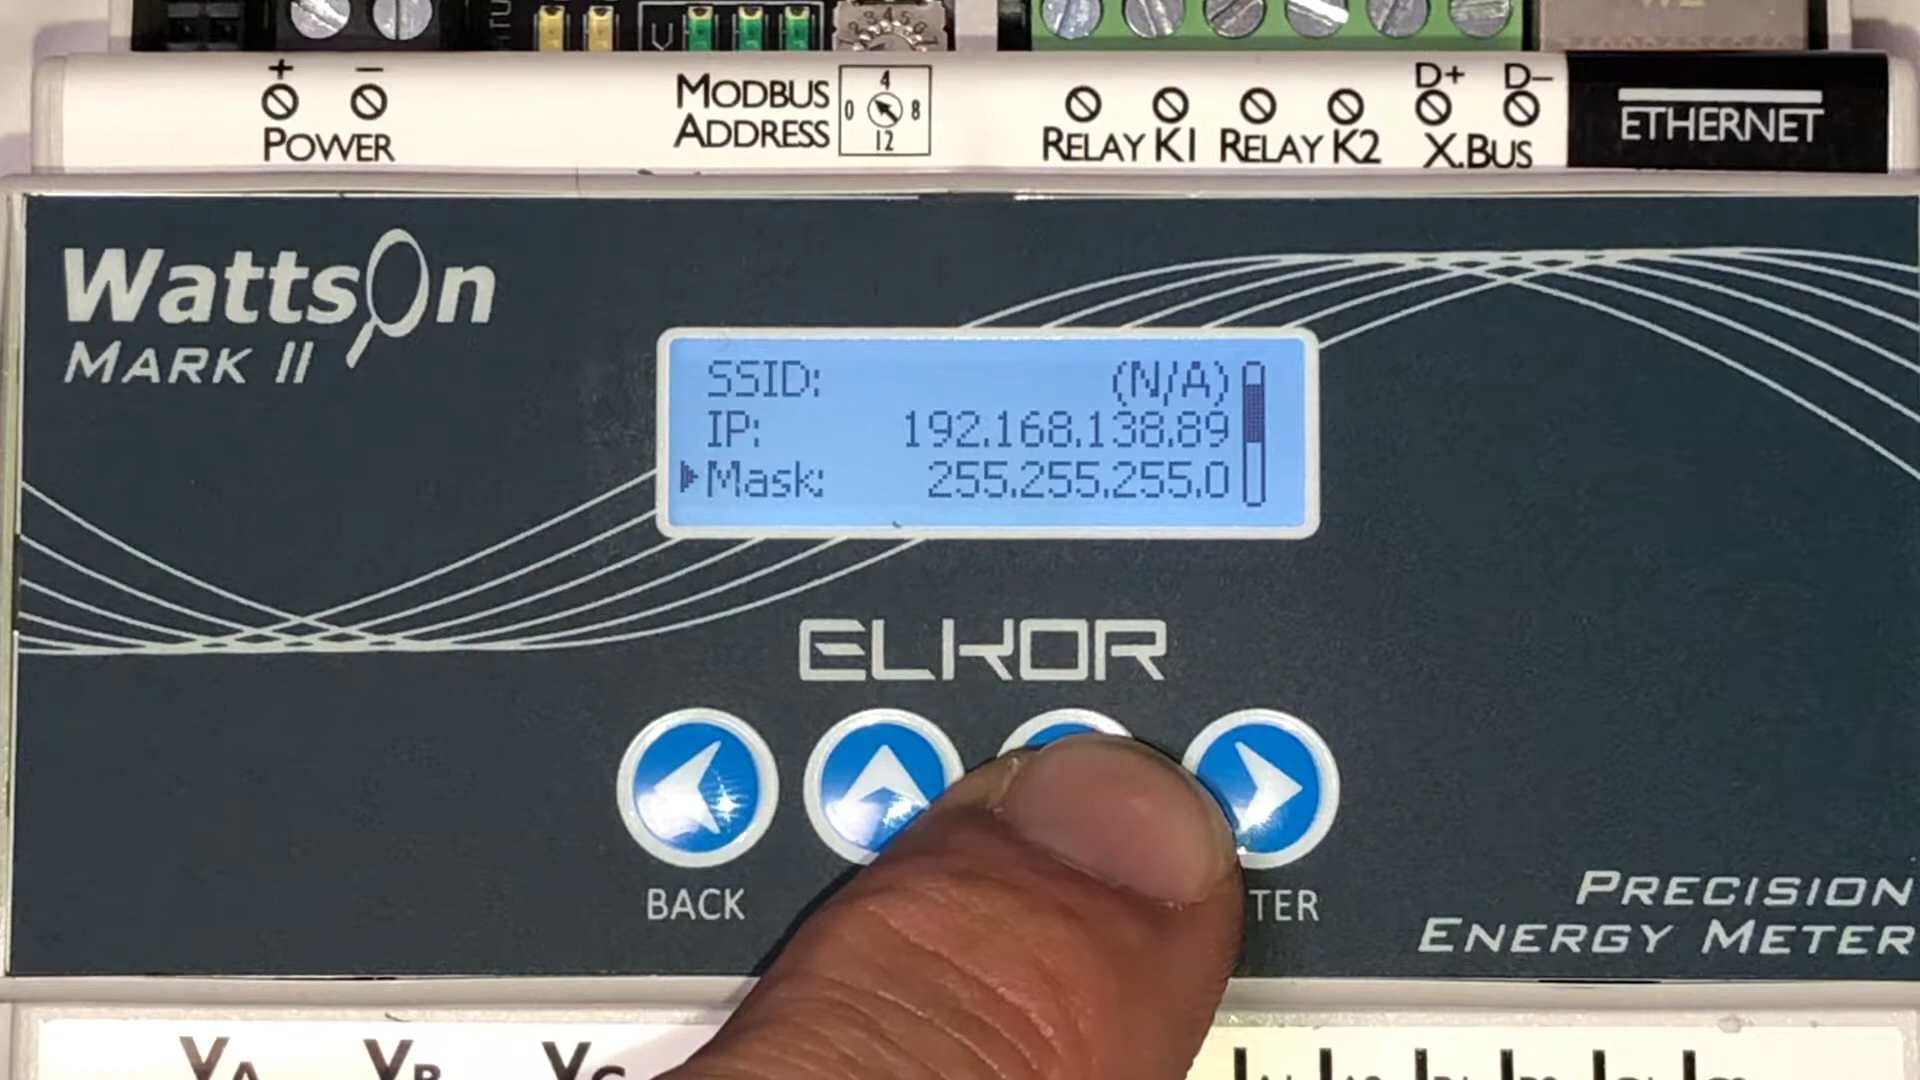 + −
POWER
MODBUS
ADDRESS
4
0 8
12
RELAY K1 RELAY K2
D+ D−
X.BUS
ETHERNET
WattsOn
MARK II
SSID: (N/A)
IP: 192.168.138.89
Mask: 255.255.255.0
ELKOR
BACK
TER
PRECISION
ENERGY METER
VA VB VC